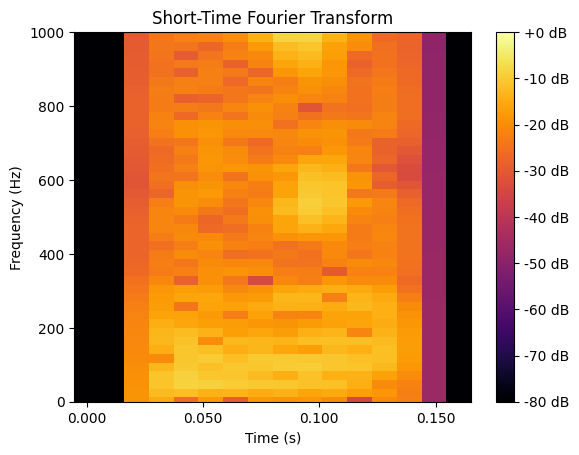 Short-Time Fourier Transform
Frequency (Hz)
1000
800
600
400
200
0
0.000
0.050
0.100
0.150
Time (s)
+0 dB
-10 dB
-20 dB
-30 dB
-40 dB
-50 dB
-60 dB
-70 dB
-80 dB